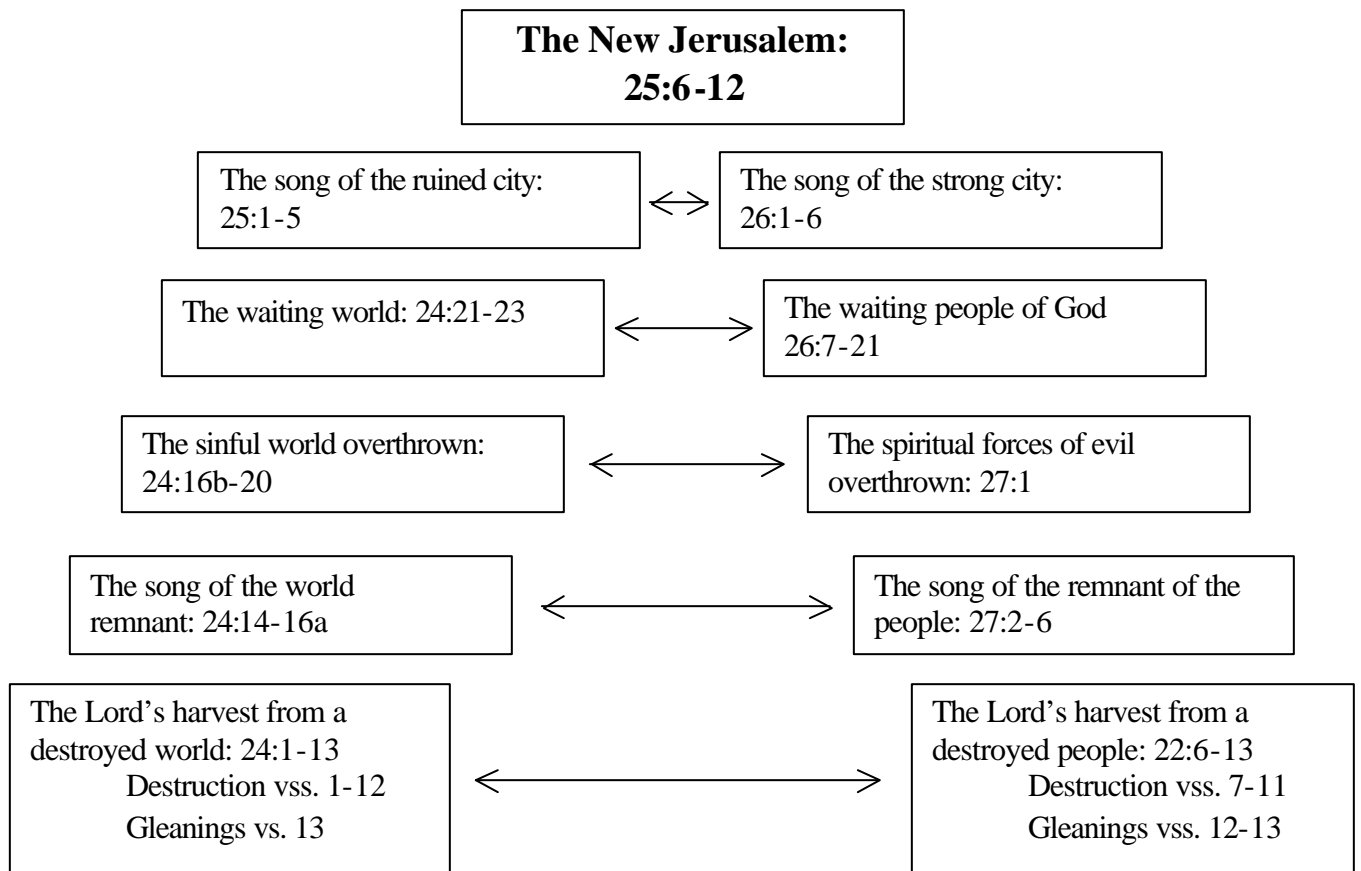 The New Jerusalem:
25:6-12
The song of the ruined city:
25:1-5
The song of the strong city:
26:1-6
The waiting world: 24:21-23
The waiting people of God
26:7-21
The sinful world overthrown:
24:16b-20
The spiritual forces of evil
overthrown: 27:1
The song of the world
remnant: 24:14-16a
The song of the remnant of the
people: 27:2-6
The Lord’s harvest from a
destroyed world: 24:1-13
Destruction vss. 1-12
Gleanings vs. 13
The Lord’s harvest from a
destroyed people: 22:6-13
Destruction vss. 7-11
Gleanings vss. 12-13